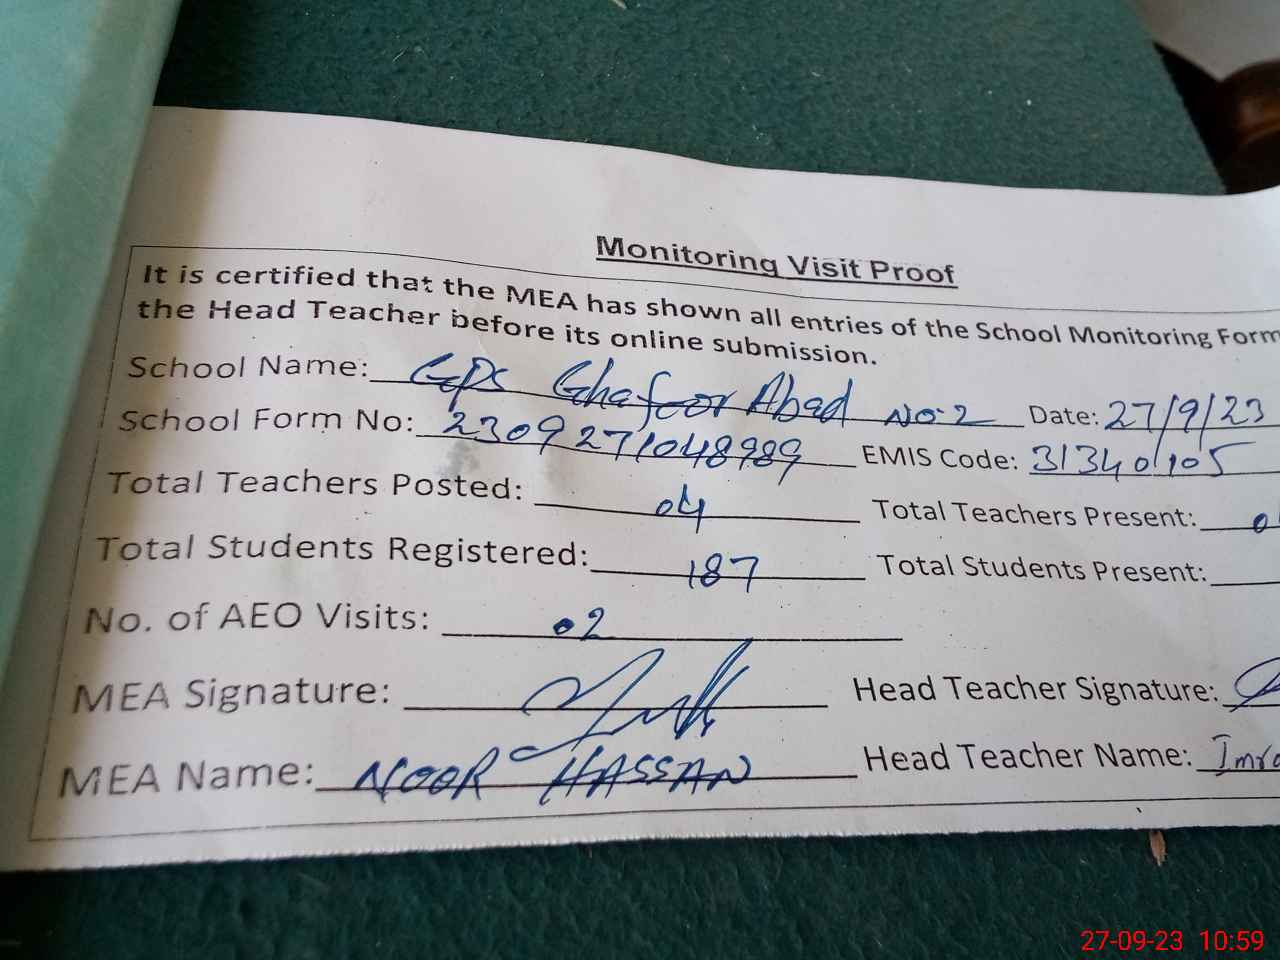 Monitoring Visit Proof
It is certified that the MEA has shown all entries of the School Monitoring Form
the Head Teacher before its online submission.
School Name: GPS Ghafoor Abad No-2 Date: 27/9/23
School Form No: 2309271048989 EMIS Code: 31340105
Total Teachers Posted: 04 Total Teachers Present:
Total Students Registered: 187 Total Students Present:
No. of AEO Visits: 02
MEA Signature: Head Teacher Signature:
MEA Name: NOOR HASSAN Head Teacher Name: Imra
27-09-23 10:59